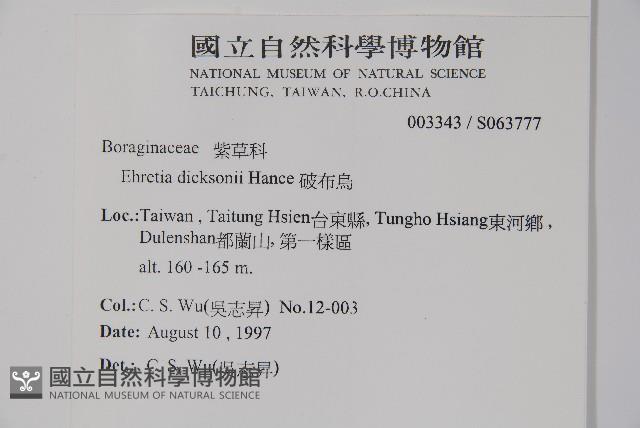 國立自然科學博物館
NATIONAL MUSEUM OF NATURAL SCIENCE
TAICHUNG, TAIWAN, R.O.CHINA
003343 / S063777
Boraginaceae 紫草科
Ehretia dicksonii Hance 破布烏
Loc.:Taiwan , Taitung Hsien台東縣, Tungho Hsiang東河鄉 ,
Dulenshan都蘭山, 第一樣區
alt. 160 -165 m.
Col.: C. S. Wu(吳志昇) No.12-003
Date: August 10 , 1997
Det.: C. S. Wu(吳志昇)
國立自然科學博物館
NATIONAL MUSEUM OF NATURAL SCIENCE